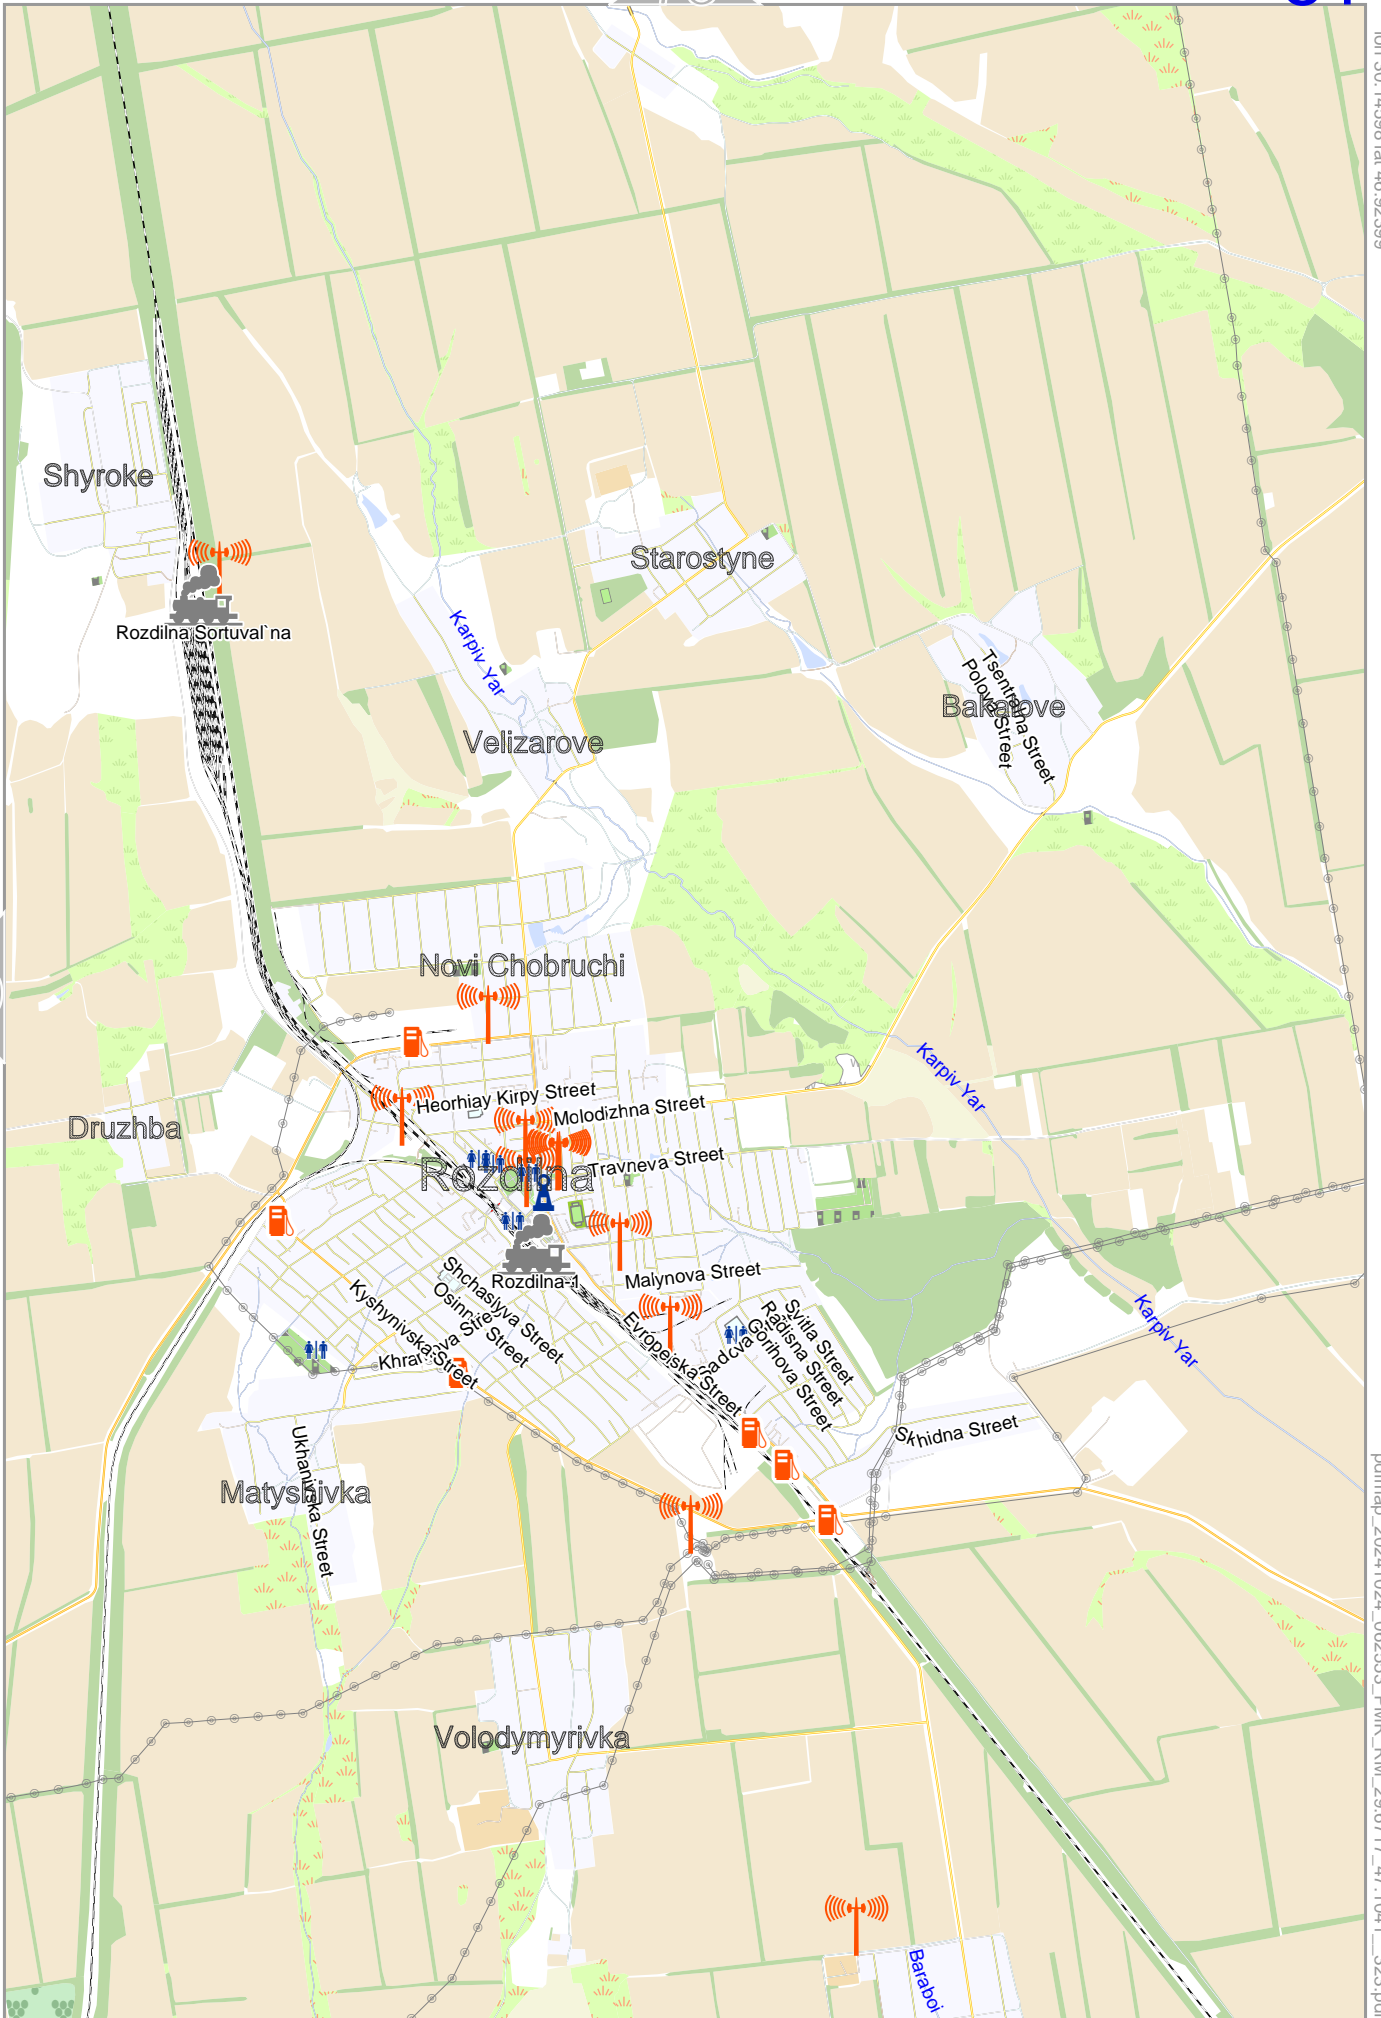 Shyroke
Starostyne
Rozdilna Sortuval`na
Karpiv Yar
Tsentralna Street
Polova Street
Bakalove
Velizarove
Novi Chobruchi
Karpiv Yar
Heorhiay Kirpy Street
Molodizhna Street
Druzhba
Travneva Street
Rozdilna
Malynova Street
Rozdilna-1
Shchaslyva Street
Osinnia Street
Kyshynivska Street
Evropeiska Street
Svitla Street
Radisna Street
Gorihova Street
Karpiv Yar
Skhidna Street
Ukhanivska Street
Matyshivka
Volodymyrivka
Baraboi